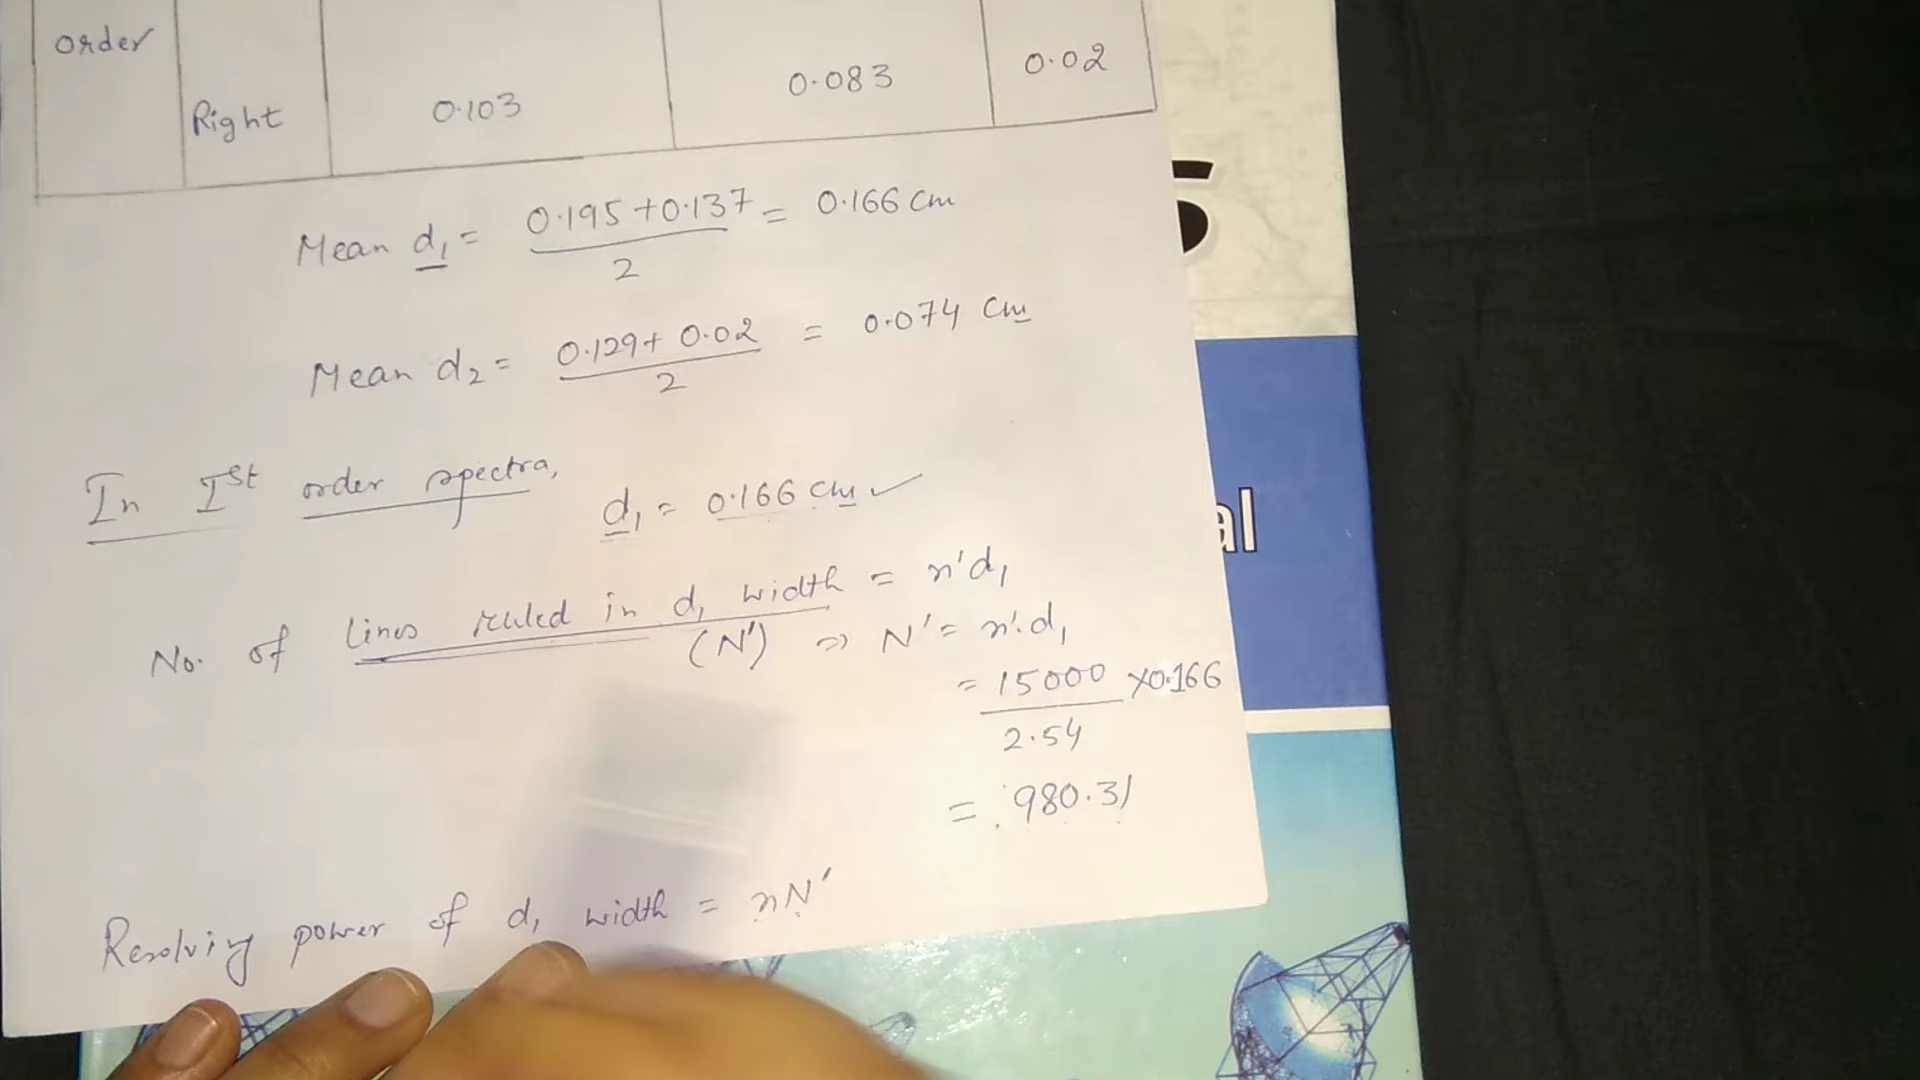 Order
Right 0.103 0.083 0.02
Mean d1 = 0.195+0.137 / 2 = 0.166 cm
Mean d2 = 0.129+ 0.02 / 2 = 0.074 cm
In Ist order spectra,
d1 = 0.166 cm ✓
No. of lines ruled in d1 width = n'd1
(N') => N' = n'.d1
= 15000 / 2.54 X0.166
= 980.31
Resolving power of d1 width = nN'
5
al